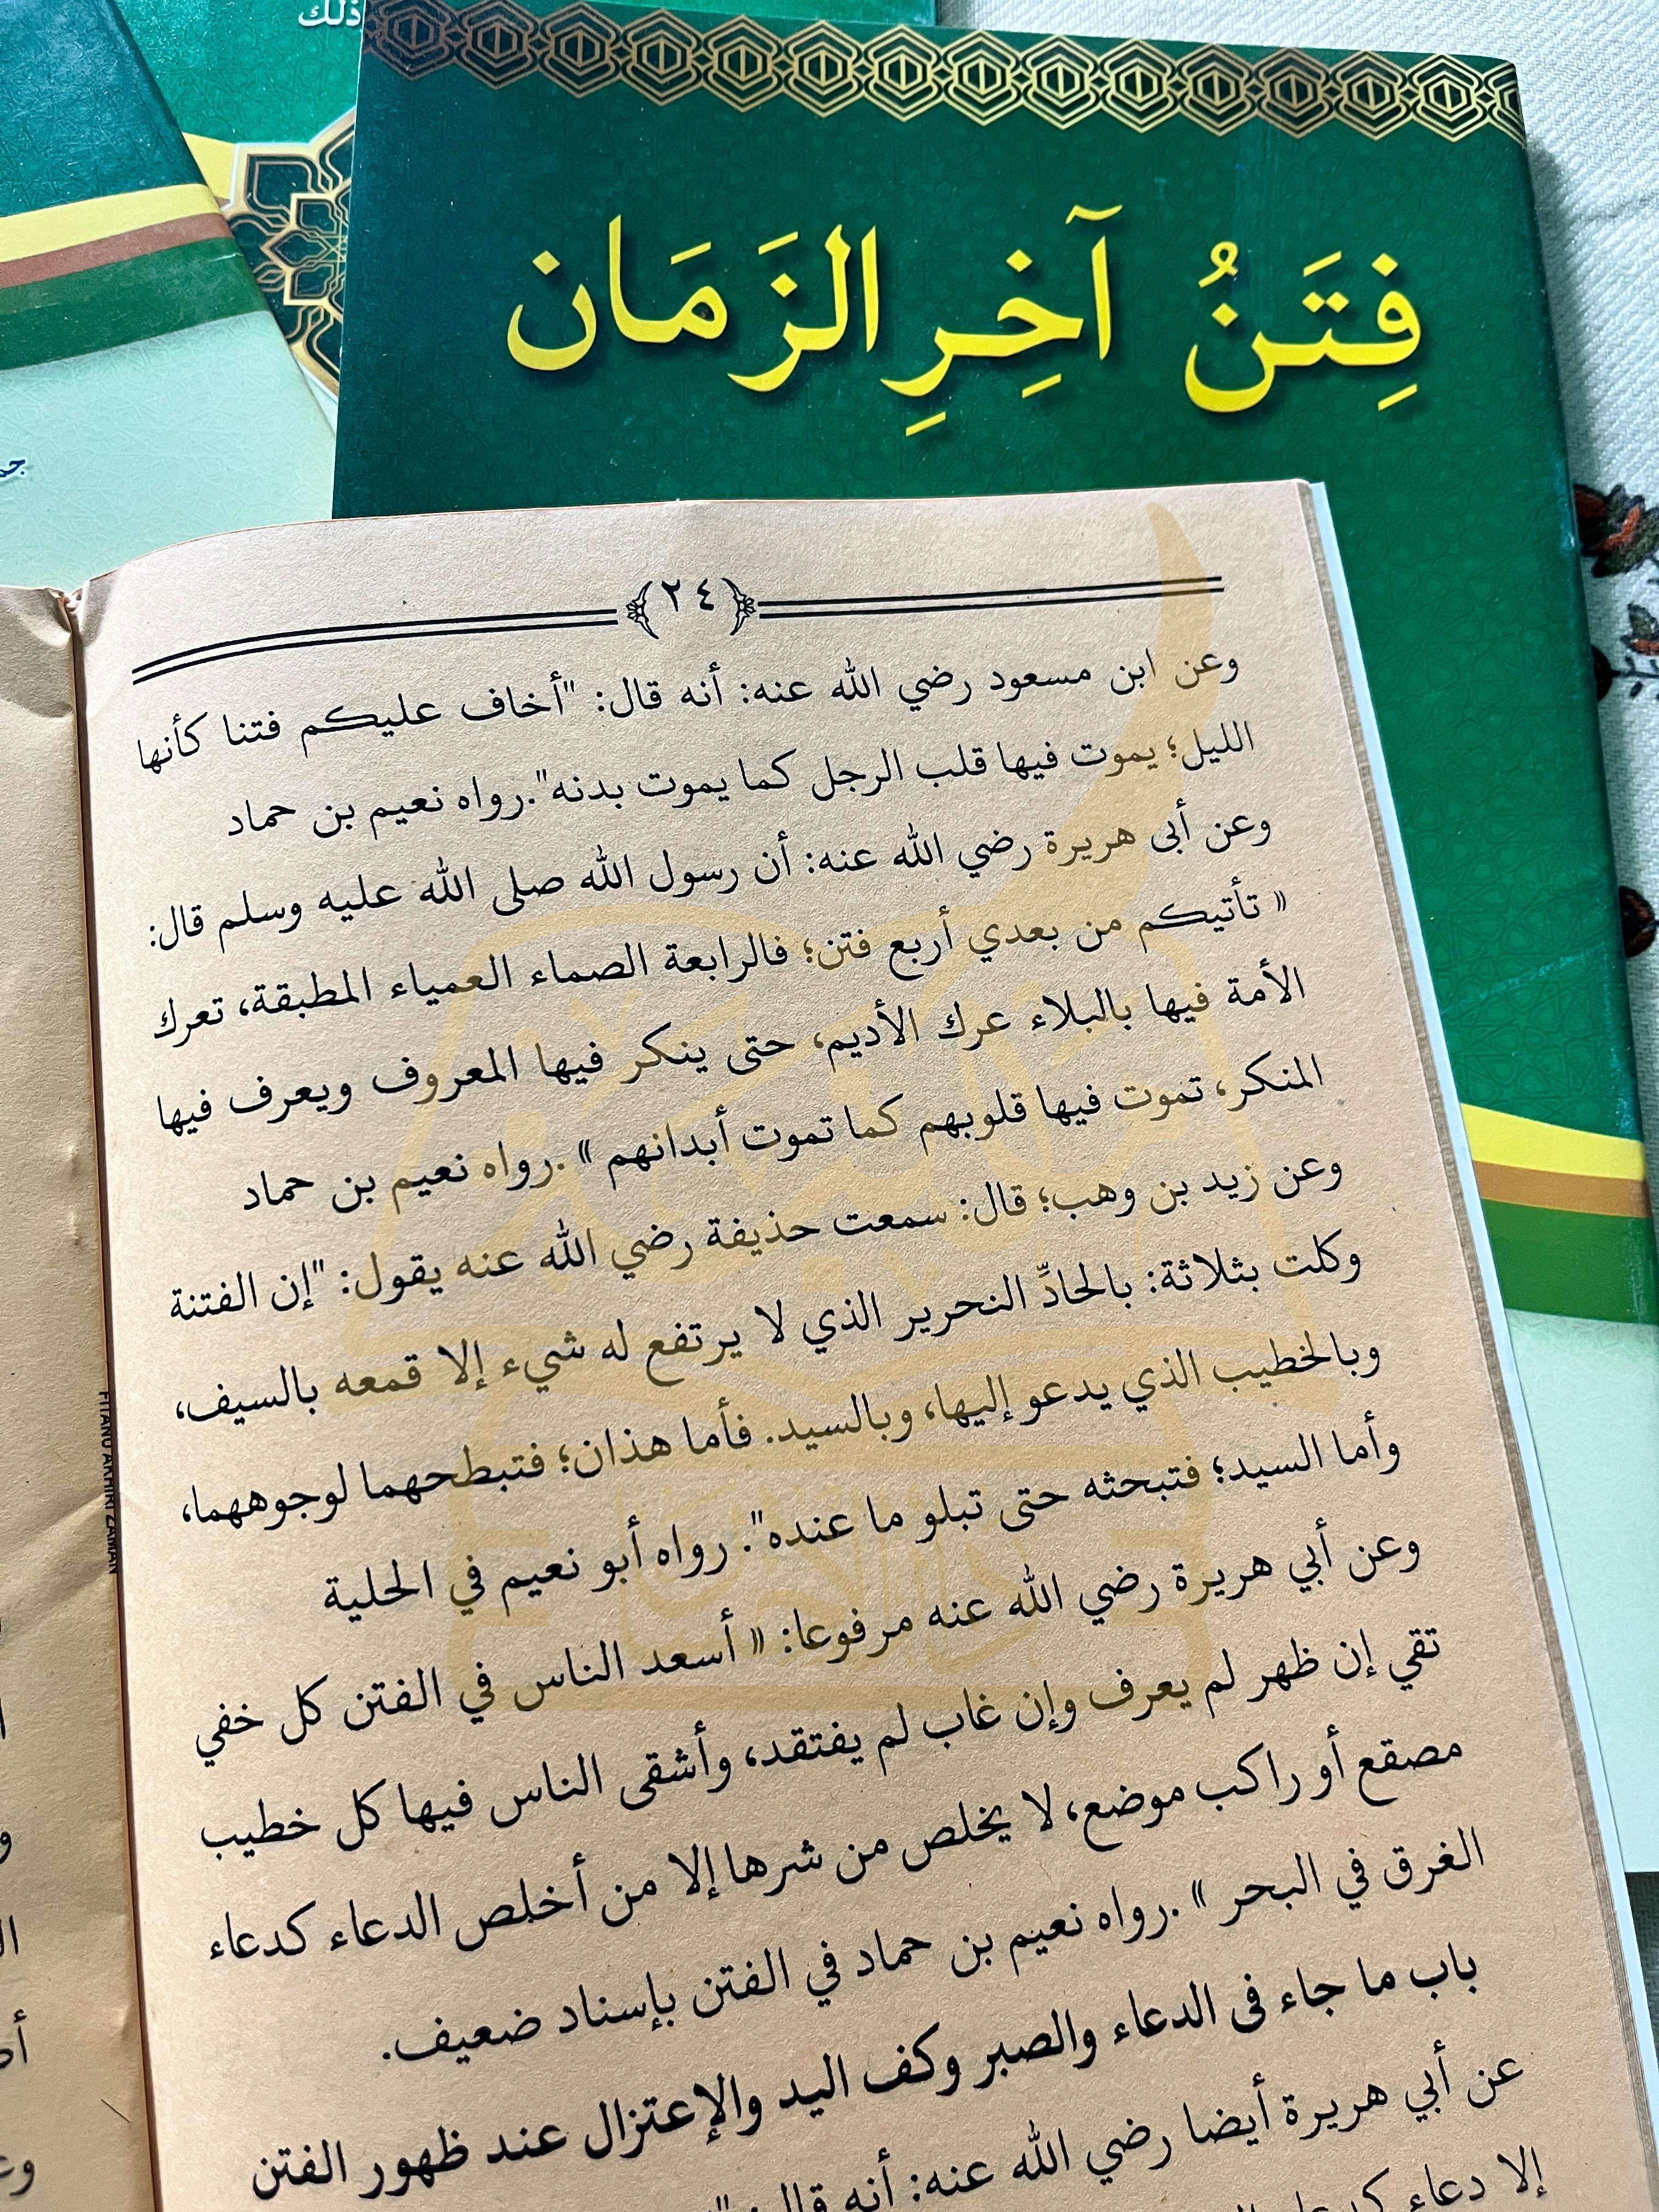 ذلك
فِتَنُ آخِرِ الزَمَان
٢٤
وعن ابن مسعود رضي الله عنه: أنه قال: "أخاف عليكم فتنا كأنها
الليل؛ يموت فيها قلب الرجل كما يموت بدنه".رواه نعيم بن حماد
وعن أبى هريرة رضي الله عنه: أن رسول الله صلى الله عليه وسلم قال:
« تأتيكم من بعدي أربع فتن؛ فالرابعة الصماء العمياء المطبقة، تعرك
الأمة فيها بالبلاء عرك الأديم، حتى ينكر فيها المعروف ويعرف فيها
المنكر، تموت فيها قلوبهم كما تموت أبدانهم » .رواه نعيم بن حماد
وعن زيد بن وهب؛ قال: سمعت حذيفة رضي الله عنه يقول: "إن الفتنة
وكلت بثلاثة: بالحادِّ النحرير الذي لا يرتفع له شيء إلا قمعه بالسيف،
وبالخطيب الذي يدعو إليها، وبالسيد. فأما هذان؛ فتبطحهما لوجوههما،
وأما السيد؛ فتبحثه حتى تبلو ما عنده". رواه أبو نعيم في الحلية
وعن أبي هريرة رضي الله عنه مرفوعا: « أسعد الناس في الفتن كل خفي
تقي إن ظهر لم يعرف وإن غاب لم يفتقد، وأشقى الناس فيها كل خطيب
مصقع أو راكب موضع، لا يخلص من شرها إلا من أخلص الدعاء كدعاء
الغرق في البحر » .رواه نعيم بن حماد في الفتن بإسناد ضعيف.
باب ما جاء فى الدعاء والصبر وكف اليد والإعتزال عند ظهور الفتن
عن أبي هريرة أيضا رضي الله عنه: أنه قال:
إلا دعاء
FITANU AKHIRI ZAMAN